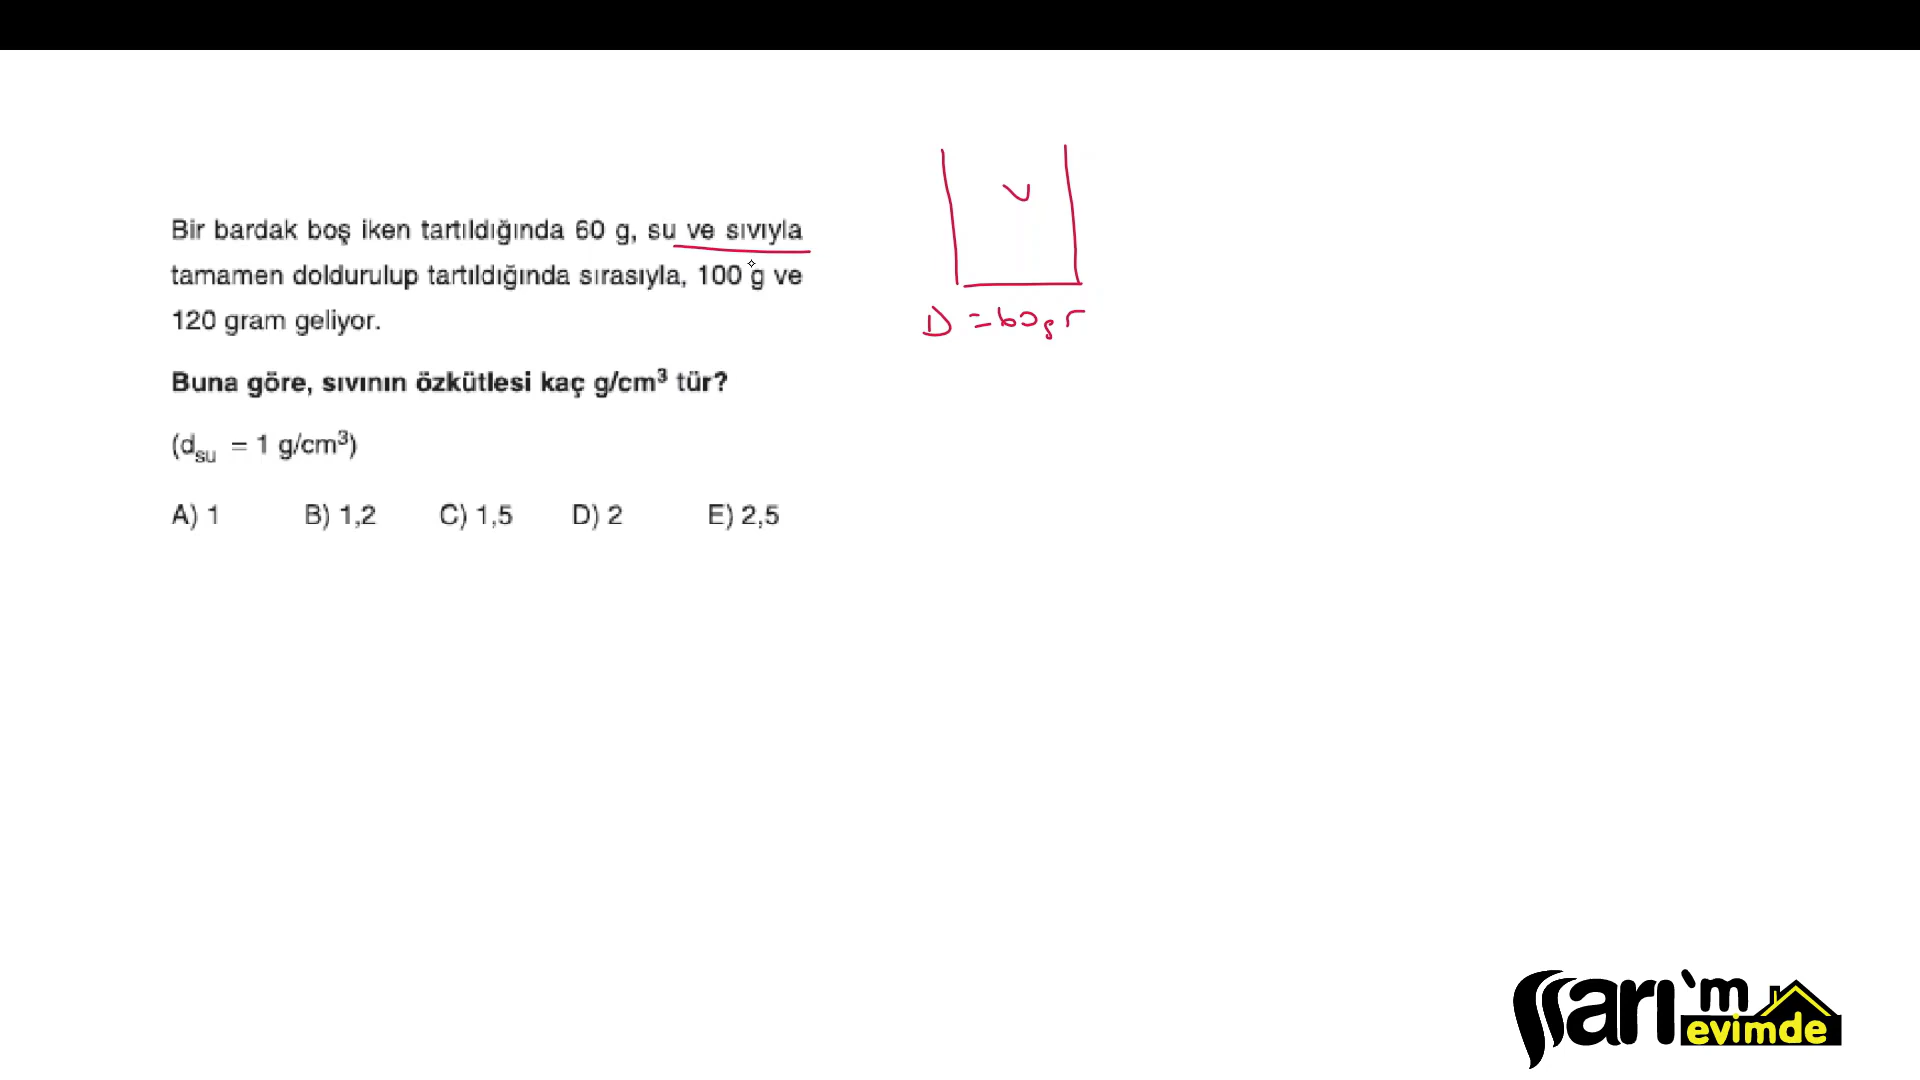 Bir bardak boş iken tartıldığında 60 g, su ve sıvıyla
tamamen doldurulup tartıldığında sırasıyla, 100 g ve
120 gram geliyor.
Buna göre, sıvının özkütlesi kaç g/cm³ tür?
(d_su = 1 g/cm³)
A) 1 B) 1,2 C) 1,5 D) 2 E) 2,5
V
D = 60 gr
sarı'm
evimde